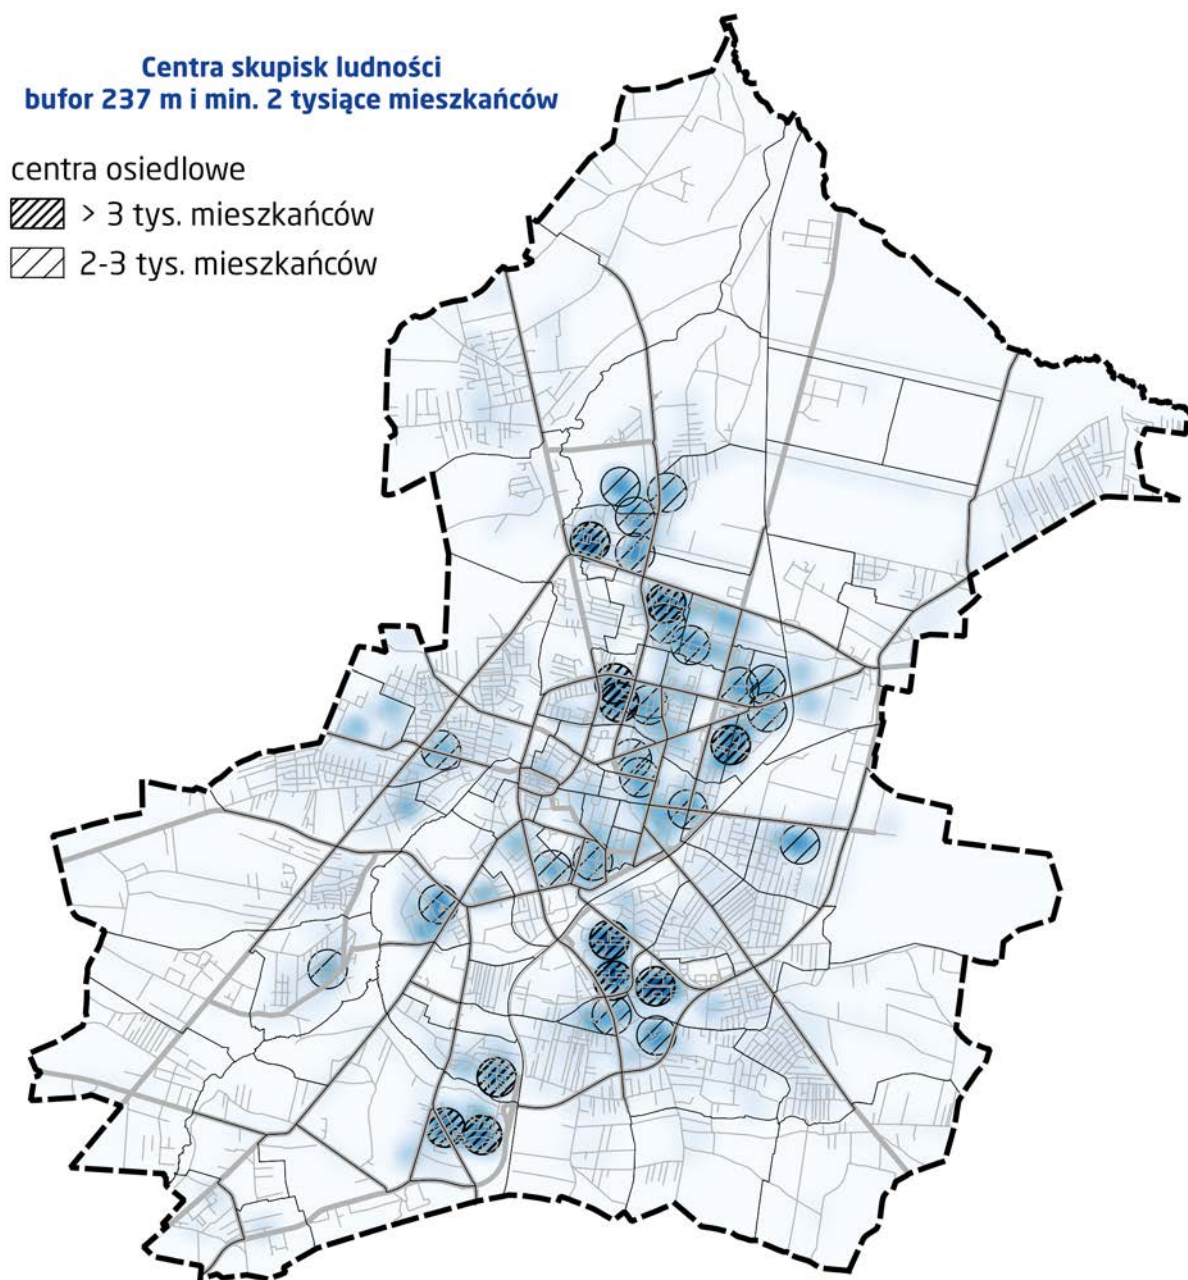 Centra skupisk ludności
bufor 237 m i min. 2 tysiące mieszkańców
centra osiedlowe
> 3 tys. mieszkańców
2-3 tys. mieszkańców